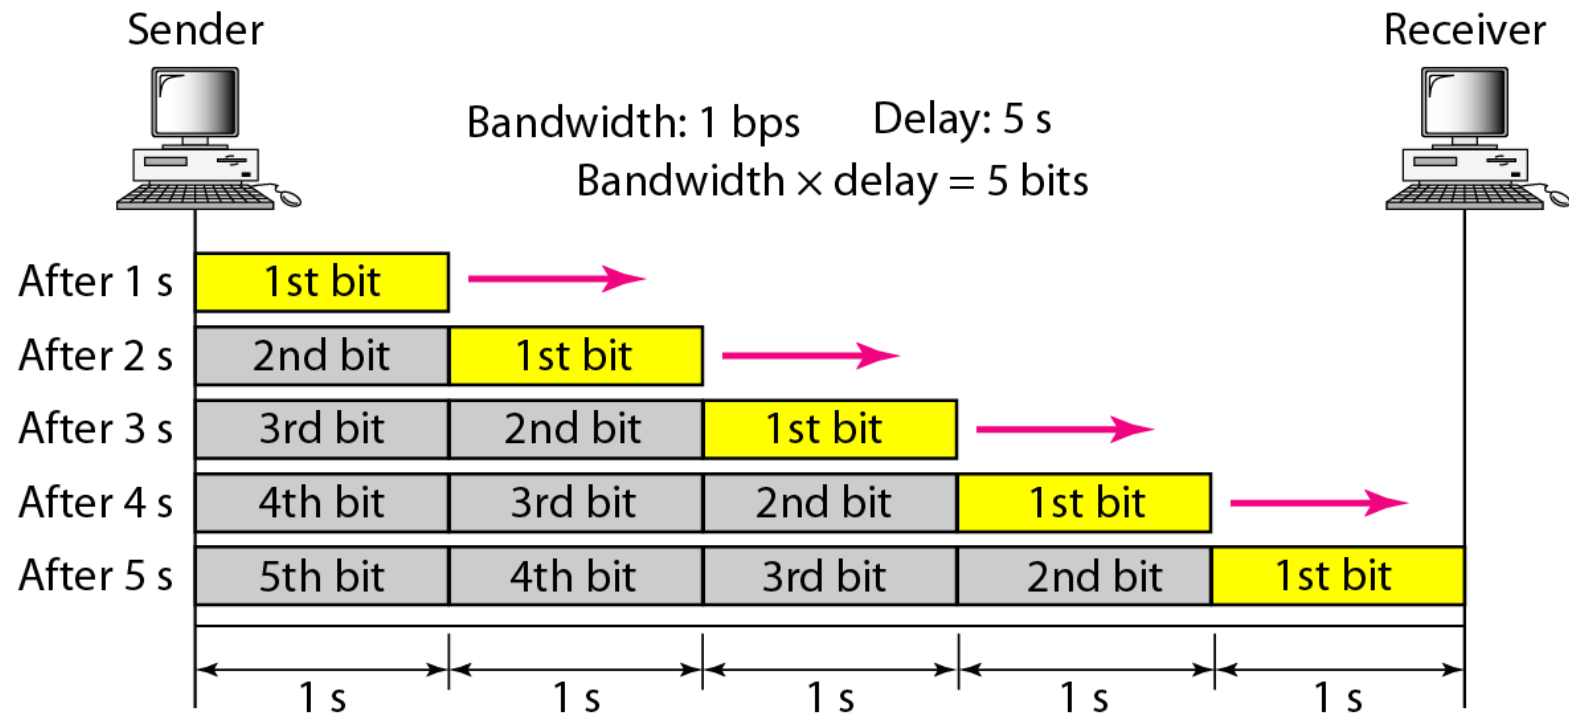 Sender
Receiver
Bandwidth: 1 bps Delay: 5 s
Bandwidth × delay = 5 bits
After 1 s 1st bit
After 2 s 2nd bit 1st bit
After 3 s 3rd bit 2nd bit 1st bit
After 4 s 4th bit 3rd bit 2nd bit 1st bit
After 5 s 5th bit 4th bit 3rd bit 2nd bit 1st bit
1 s 1 s 1 s 1 s 1 s